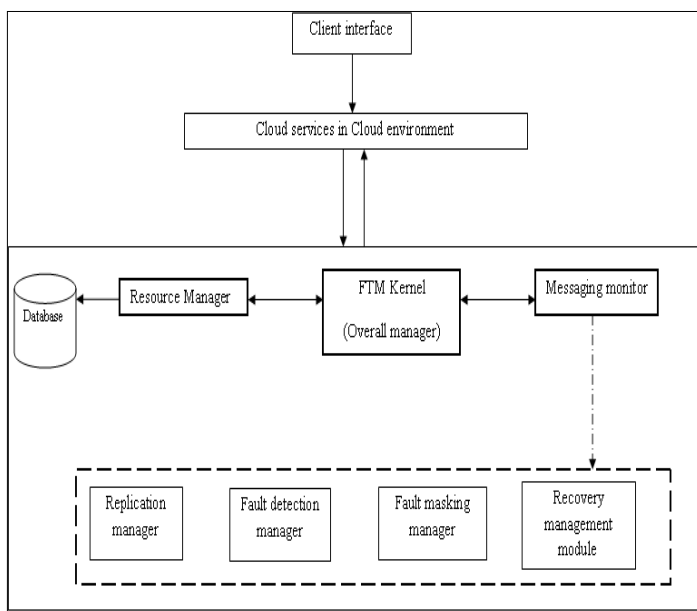 Client interface
Cloud services in Cloud environment
Database
Resource Manager
FTM Kernel
(Overall manager)
Messaging monitor
Replication
manager
Fault detection
manager
Fault masking
manager
Recovery
management
module